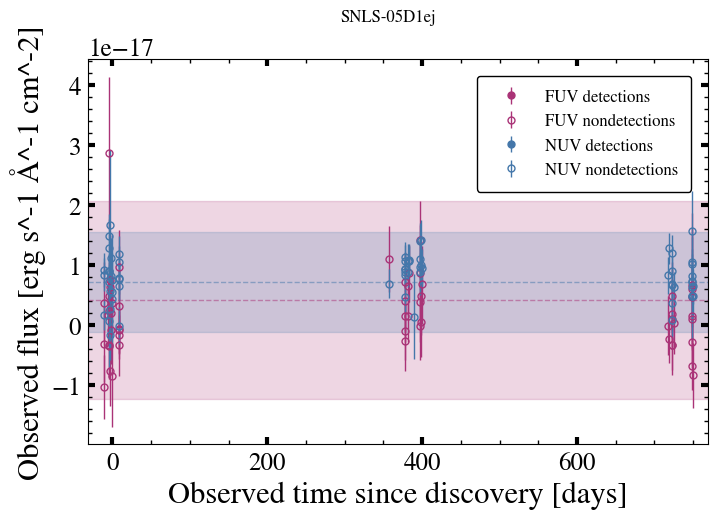 SNLS-05D1ej
1e−17
FUV detections
FUV nondetections
NUV detections
NUV nondetections
4
3
2
1
0
−1
Observed flux [erg s^-1 Å^-1 cm^-2]
0 200 400 600
Observed time since discovery [days]